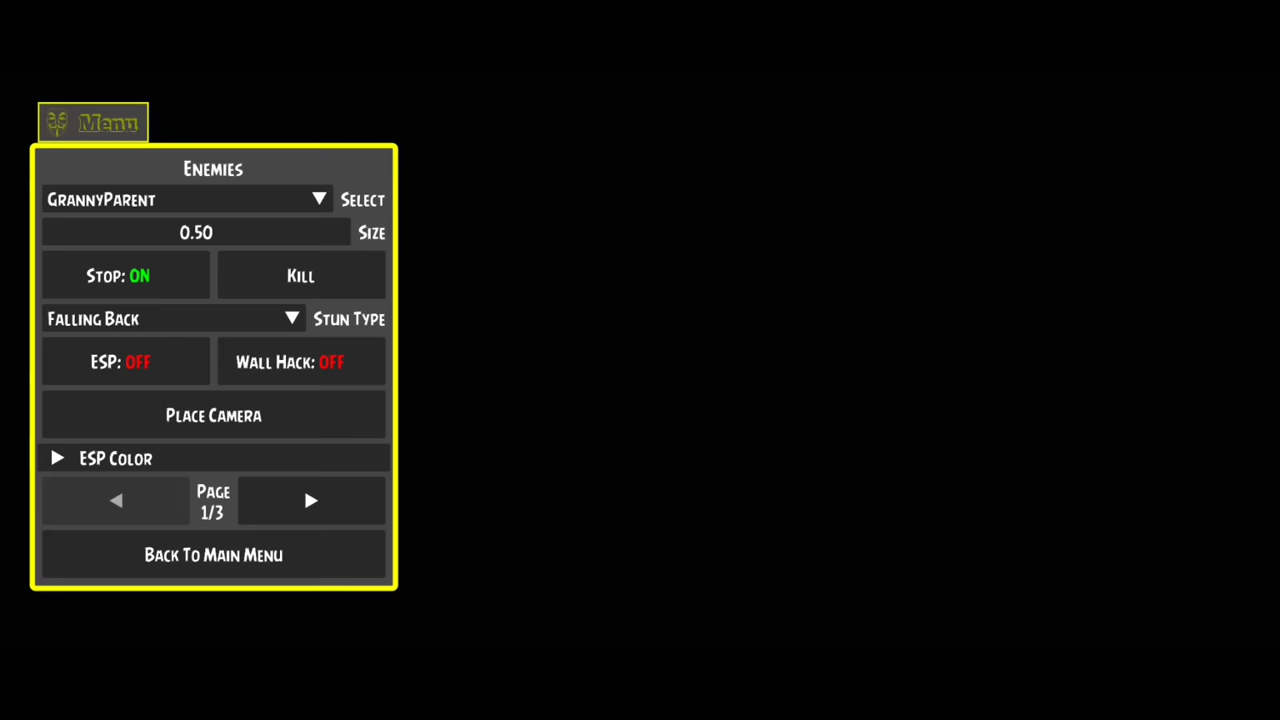 Menu
Enemies
GrannyParent Select
0.50 Size
Stop: ON Kill
Falling Back Stun Type
ESP: OFF Wall Hack: OFF
Place Camera
ESP Color
Page
1/3
Back To Main Menu